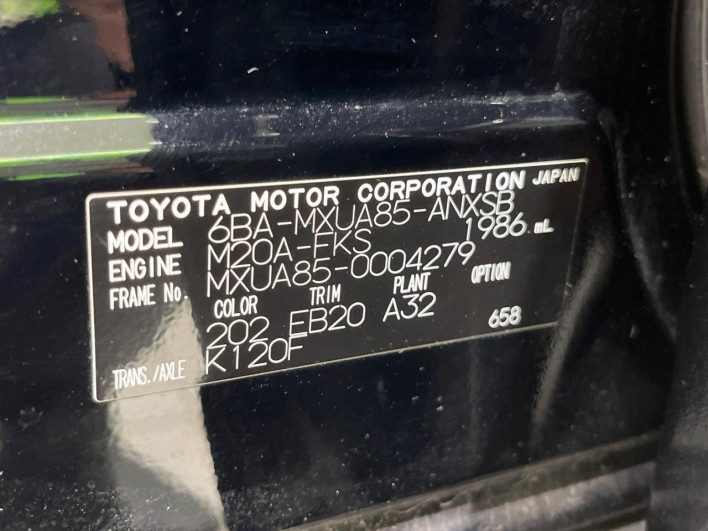 TOYOTA MOTOR CORPORATION JAPAN
MODEL 6BA-MXUA85-ANXSB
ENGINE M20A-FKS 1986 mL
FRAME No. MXUA85-0004279
COLOR TRIM PLANT OPTION
202 EB20 A32 658
TRANS./AXLE K120F